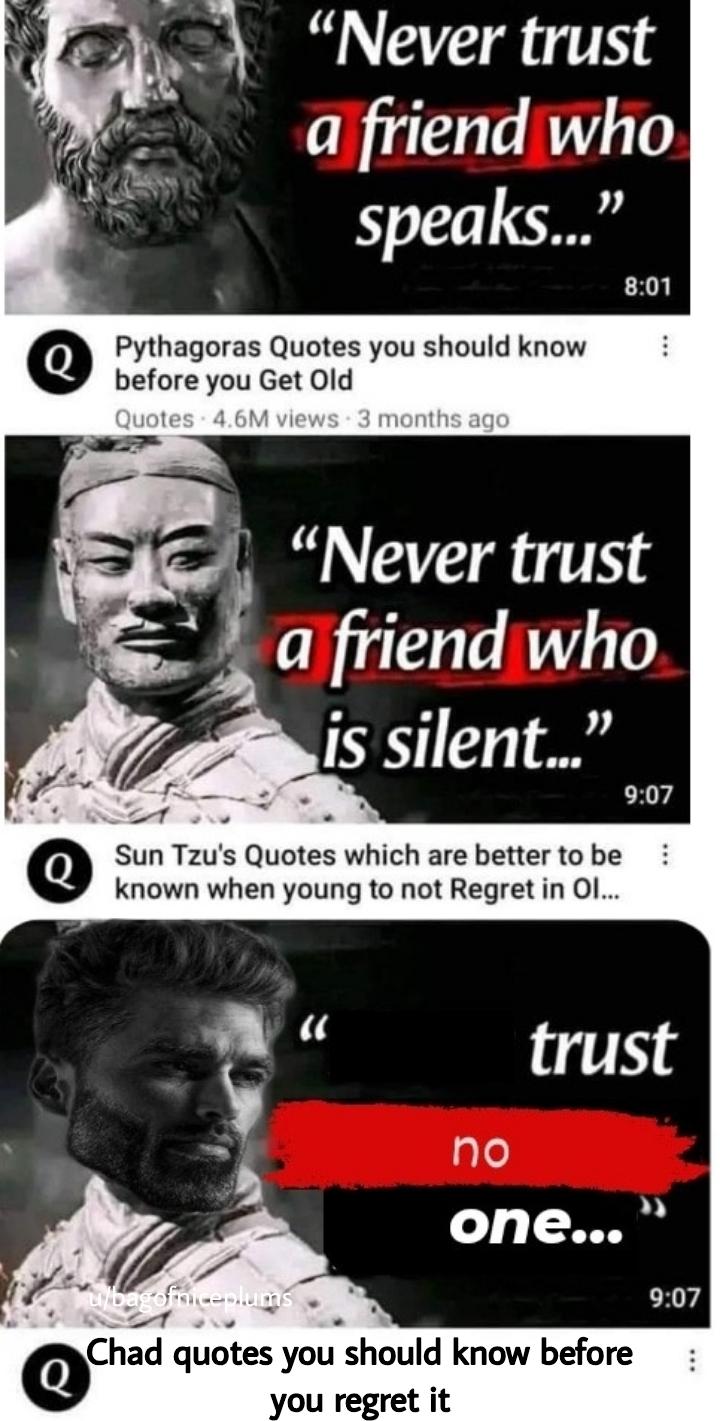 “Never trust
a friend who
speaks...”
8:01
Q
Pythagoras Quotes you should know
before you Get Old
Quotes · 4.6M views · 3 months ago
“Never trust
a friend who
is silent...”
9:07
Q
Sun Tzu's Quotes which are better to be
known when young to not Regret in Ol...
“ trust
no
one...”
u/bagofniceplums
9:07
Q
Chad quotes you should know before
you regret it